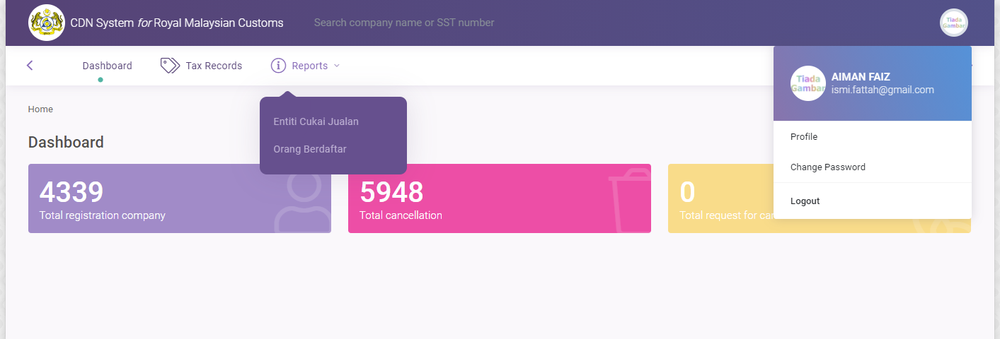 CDN System for Royal Malaysian Customs
Search company name or SST number
Tiada
Gambar
Dashboard
Tax Records
Reports
Tiada
Gambar
AIMAN FAIZ
ismi.fattah@gmail.com
Home
Entiti Cukai Jualan
Orang Berdaftar
Profile
Change Password
Logout
Dashboard
4339
Total registration company
5948
Total cancellation
0
Total request for